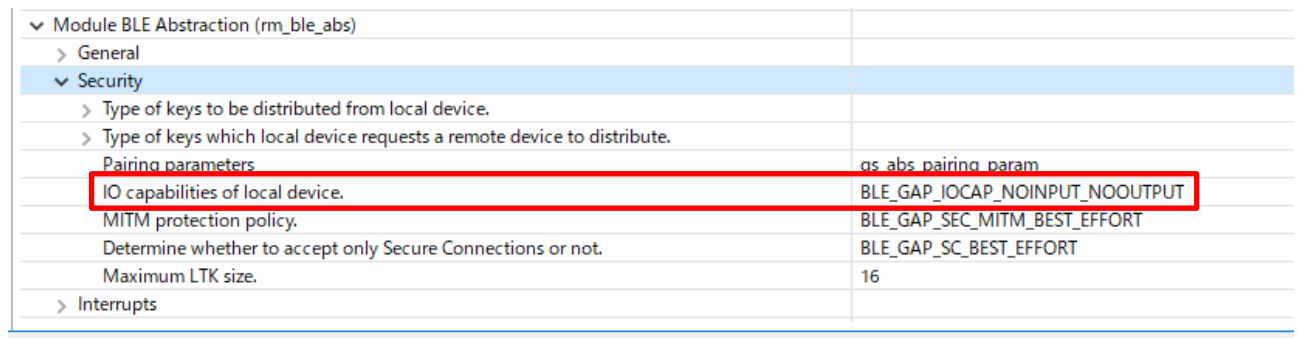 Module BLE Abstraction (rm_ble_abs)
General
Security
Type of keys to be distributed from local device.
Type of keys which local device requests a remote device to distribute.
Pairing parameters gs_abs_pairing_param
IO capabilities of local device. BLE_GAP_IOCAP_NOINPUT_NOOUTPUT
MITM protection policy. BLE_GAP_SEC_MITM_BEST_EFFORT
Determine whether to accept only Secure Connections or not. BLE_GAP_SC_BEST_EFFORT
Maximum LTK size. 16
Interrupts